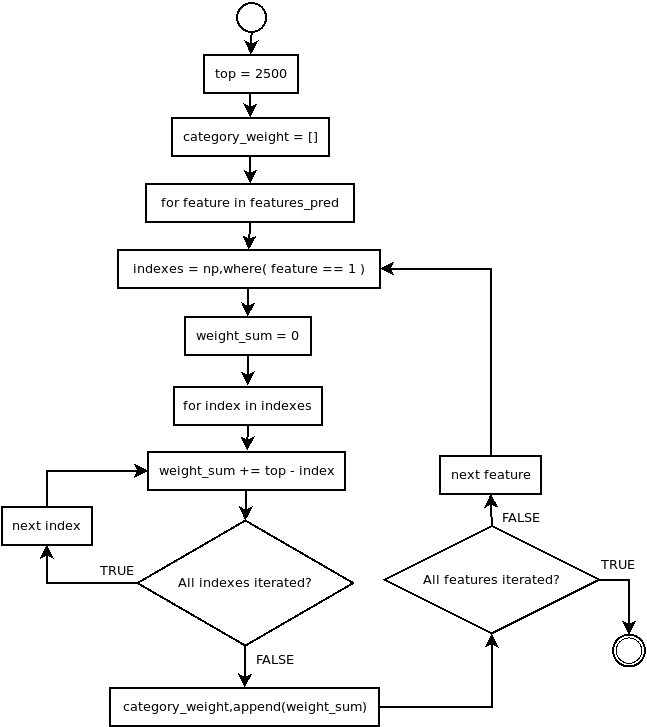 top = 2500
category_weight = []
for feature in features_pred
indexes = np,where( feature == 1 )
weight_sum = 0
for index in indexes
weight_sum += top - index
next feature
next index
FALSE
All indexes iterated?
TRUE
All features iterated?
TRUE
FALSE
category_weight,append(weight_sum)